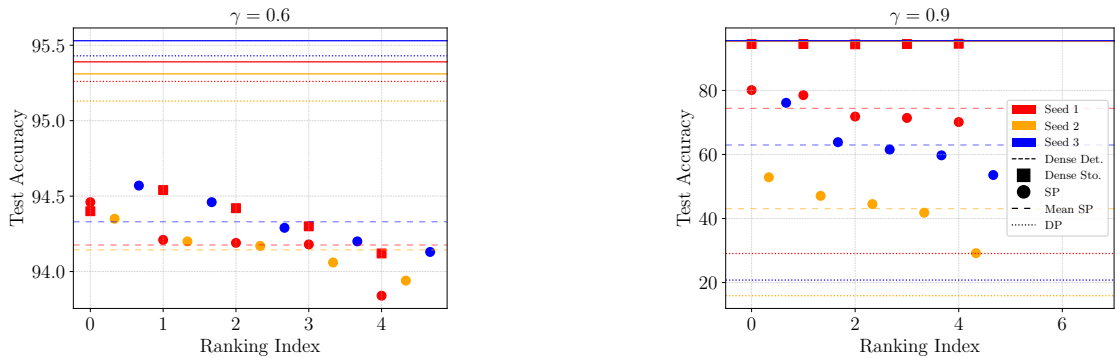 γ = 0.6
95.5
95.0
94.5
94.0
Test Accuracy
0 1 2 3 4
Ranking Index
γ = 0.9
80
60
40
20
Test Accuracy
0 2 4 6
Ranking Index
Seed 1
Seed 2
Seed 3
Dense Det.
Dense Sto.
SP
Mean SP
DP